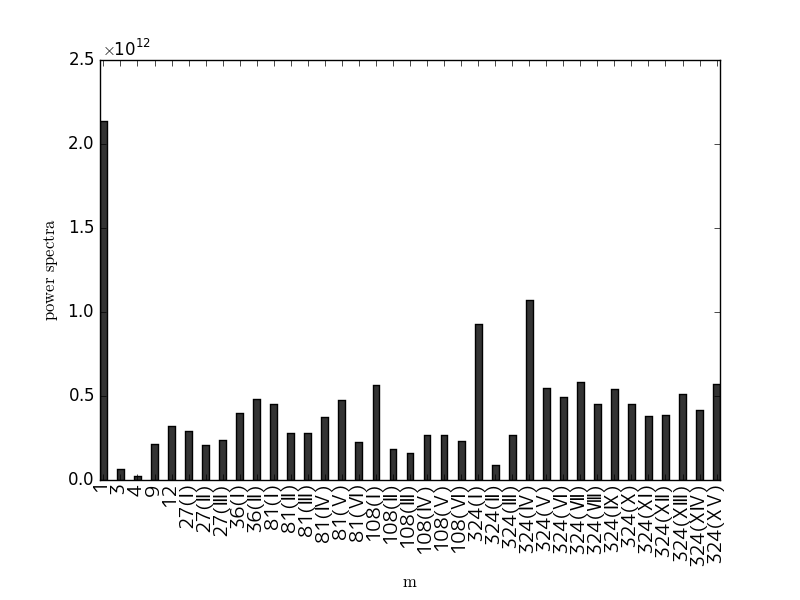 ×10^12
2.5
2.0
1.5
1.0
0.5
0.0
power spectra
1
3
4
9
12
27(I)
27(II)
27(III)
36(I)
36(II)
81(I)
81(II)
81(III)
81(IV)
81(V)
81(VI)
108(I)
108(II)
108(III)
108(IV)
108(V)
108(VI)
324(I)
324(II)
324(III)
324(IV)
324(V)
324(VI)
324(VII)
324(VIII)
324(IX)
324(X)
324(XI)
324(XII)
324(XIII)
324(XIV)
324(XV)
m